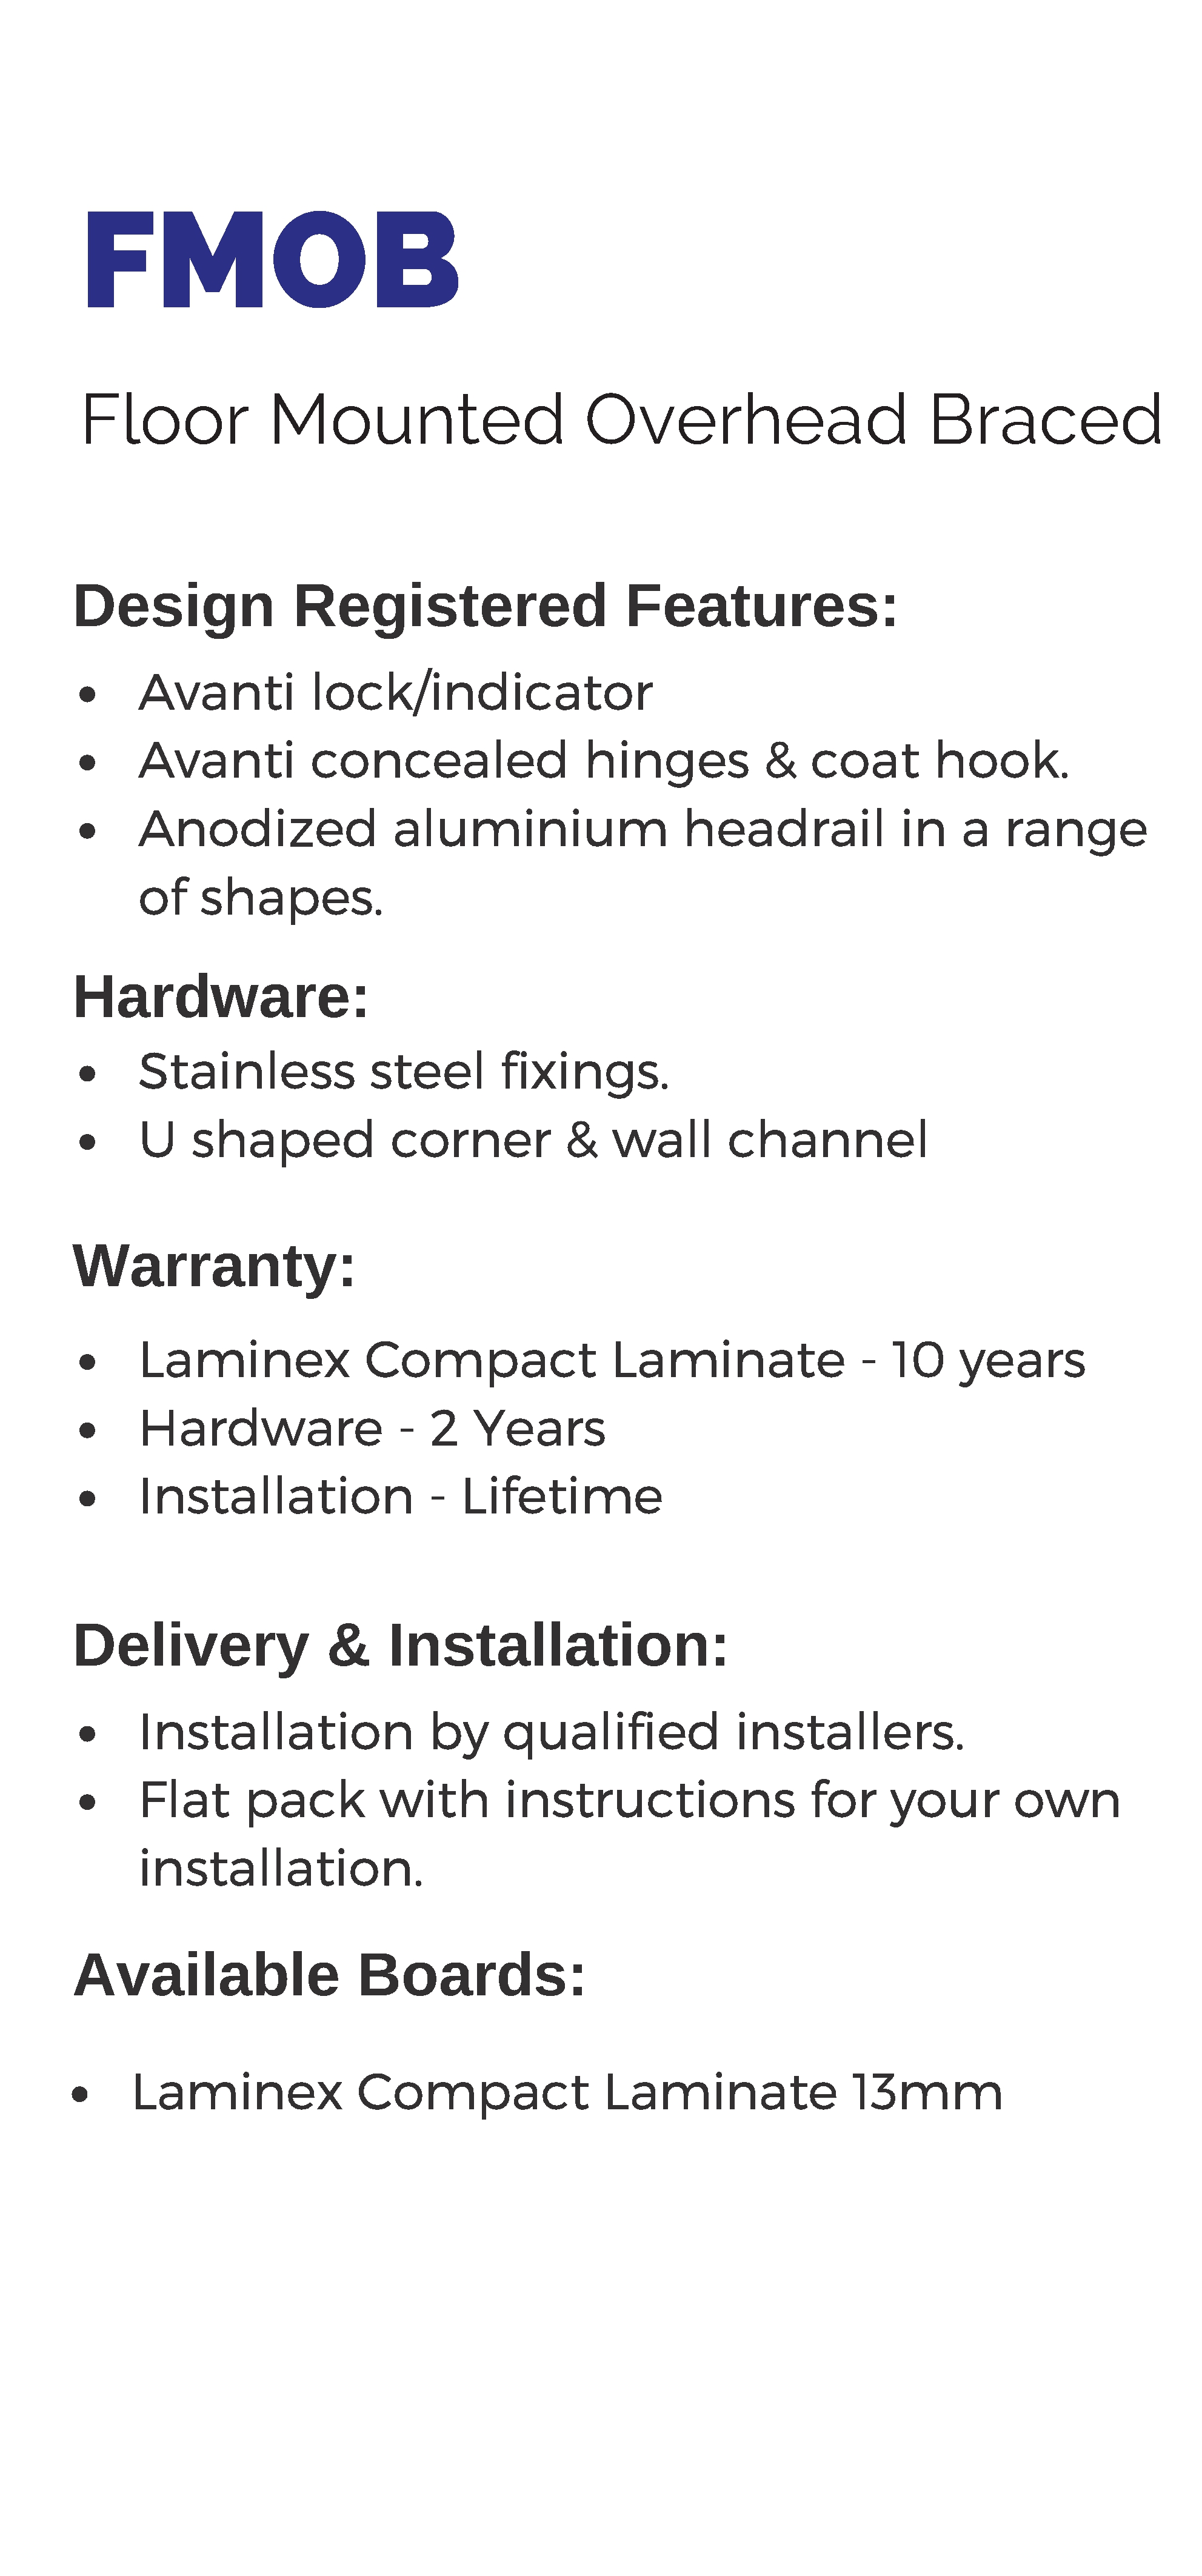 FMOB
Floor Mounted Overhead Braced
Design Registered Features:
• Avanti lock/indicator
• Avanti concealed hinges & coat hook.
• Anodized aluminium headrail in a range
of shapes.
Hardware:
• Stainless steel fixings.
• U shaped corner & wall channel
Warranty:
• Laminex Compact Laminate - 10 years
• Hardware - 2 Years
• Installation - Lifetime
Delivery & Installation:
• Installation by qualified installers.
• Flat pack with instructions for your own
installation.
Available Boards:
• Laminex Compact Laminate 13mm